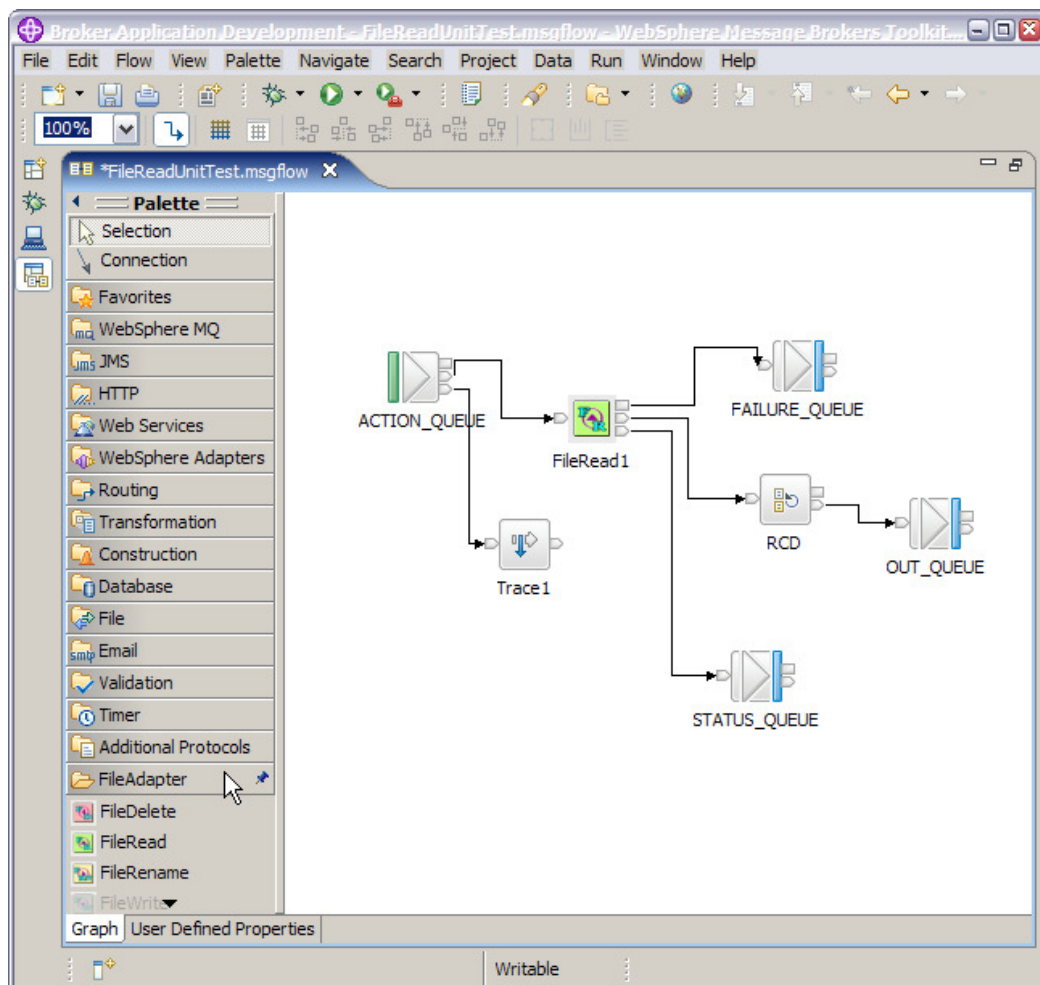 Broker Application Development - FileReadUnitTest.msgflow - WebSphere Message Brokers Toolkit...
File Edit Flow View Palette Navigate Search Project Data Run Window Help
100%
*FileReadUnitTest.msgflow
Palette
Selection
Connection
Favorites
mq WebSphere MQ
jms JMS
HTTP
Web Services
WebSphere Adapters
Routing
Transformation
Construction
Database
File
smtp Email
Validation
Timer
Additional Protocols
FileAdapter
FileDelete
FileRead
FileRename
FileWrite
ACTION_QUEUE
FileRead1
FAILURE_QUEUE
Trace1
RCD
OUT_QUEUE
STATUS_QUEUE
Graph User Defined Properties
Writable